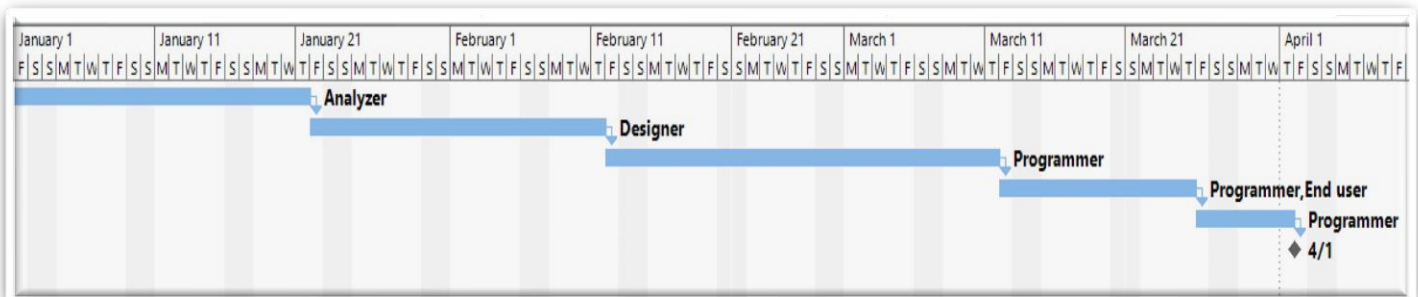 January 1 January 11 January 21 February 1 February 11 February 21 March 1 March 11 March 21 April 1
F S S M T W T F S S M T W T F S S M T W T F S S M T W T F S S M T W T F S S M T W T F S S M T W T F S S M T W T F S S M T W T F S S M T W T F S S M T W T F S S M T W T F S S M T W T F S S M T W T F
Analyzer
Designer
Programmer
Programmer,End user
Programmer
4/1